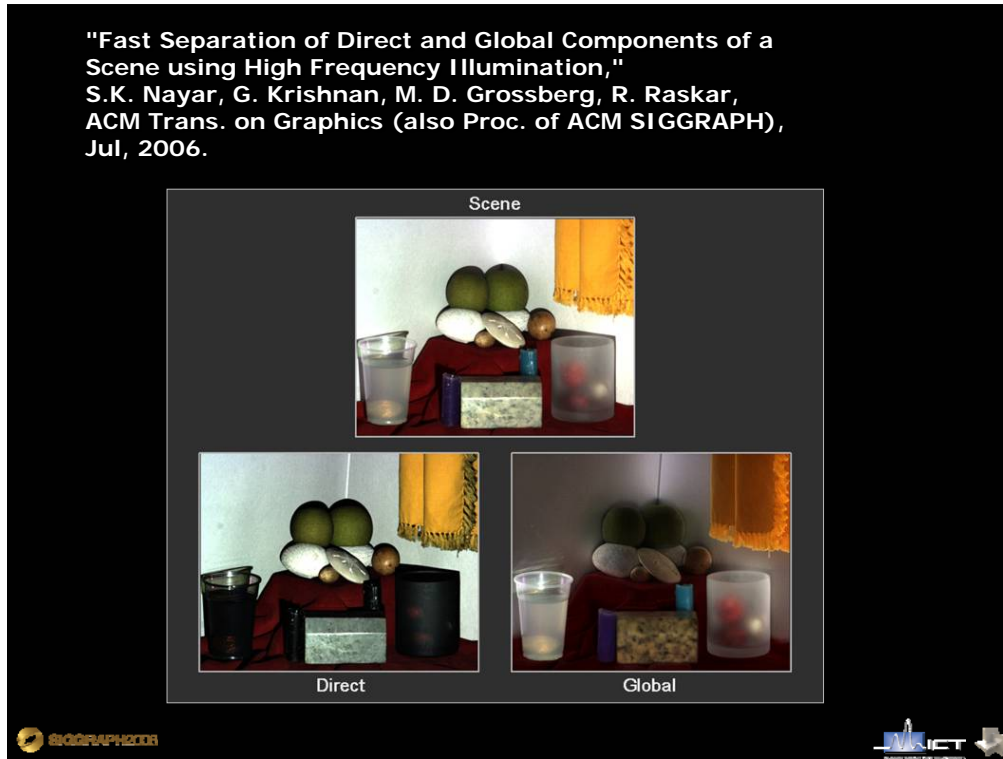 "Fast Separation of Direct and Global Components of a
Scene using High Frequency Illumination,"
S.K. Nayar, G. Krishnan, M. D. Grossberg, R. Raskar,
ACM Trans. on Graphics (also Proc. of ACM SIGGRAPH),
Jul, 2006.
Scene
Direct
Global
ICT